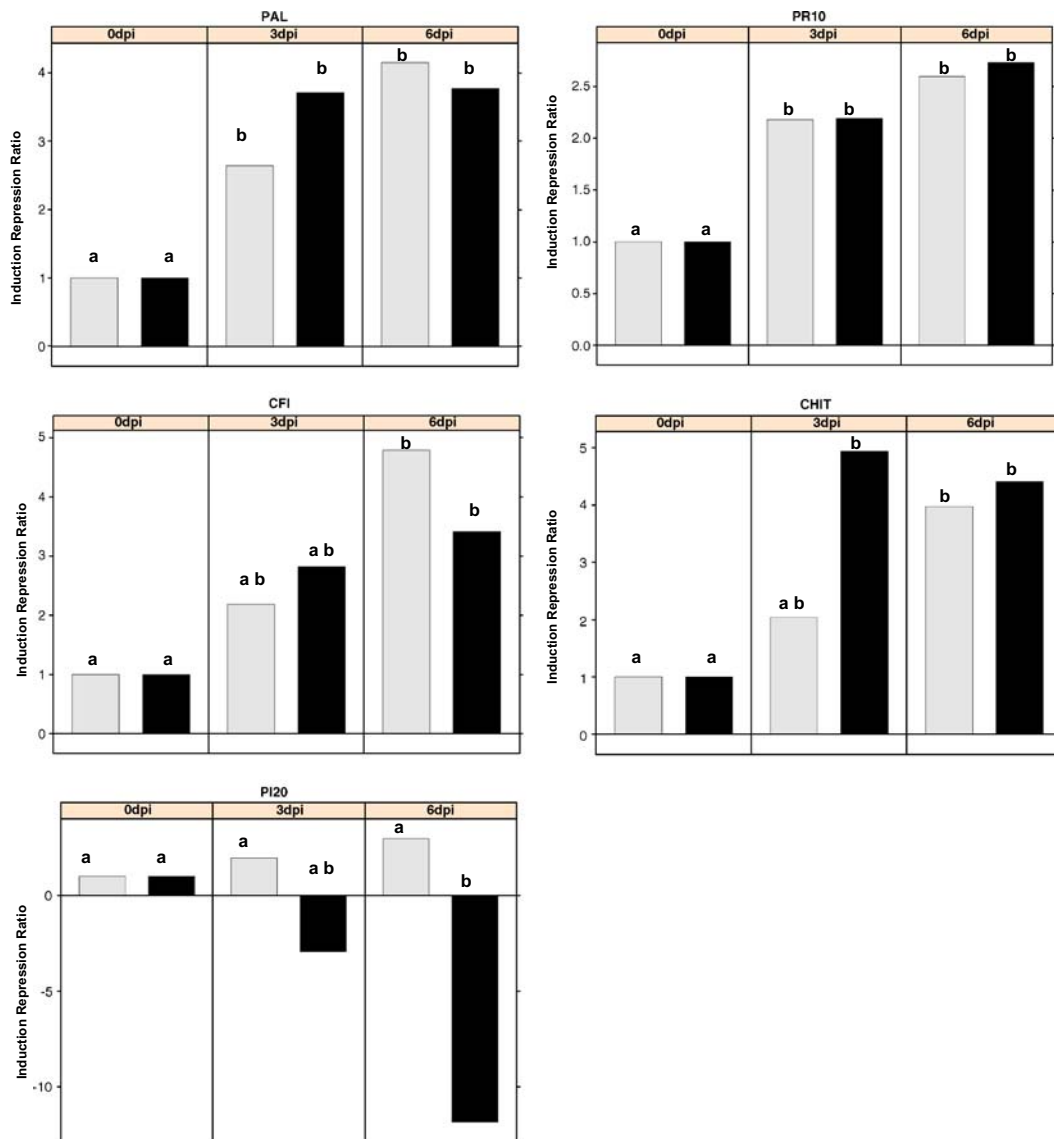 PAL
0dpi 3dpi 6dpi
Induction Repression Ratio
4
3
2
1
0
a a b b b b
PR10
0dpi 3dpi 6dpi
Induction Repression Ratio
2.5
2.0
1.5
1.0
0.5
0.0
a a b b b b
CFI
0dpi 3dpi 6dpi
Induction Repression Ratio
5
4
3
2
1
0
a a a b a b b b
CHIT
0dpi 3dpi 6dpi
Induction Repression Ratio
5
4
3
2
1
0
a a a b b b b
PI20
0dpi 3dpi 6dpi
Induction Repression Ratio
0
-5
-10
a a a a b a b